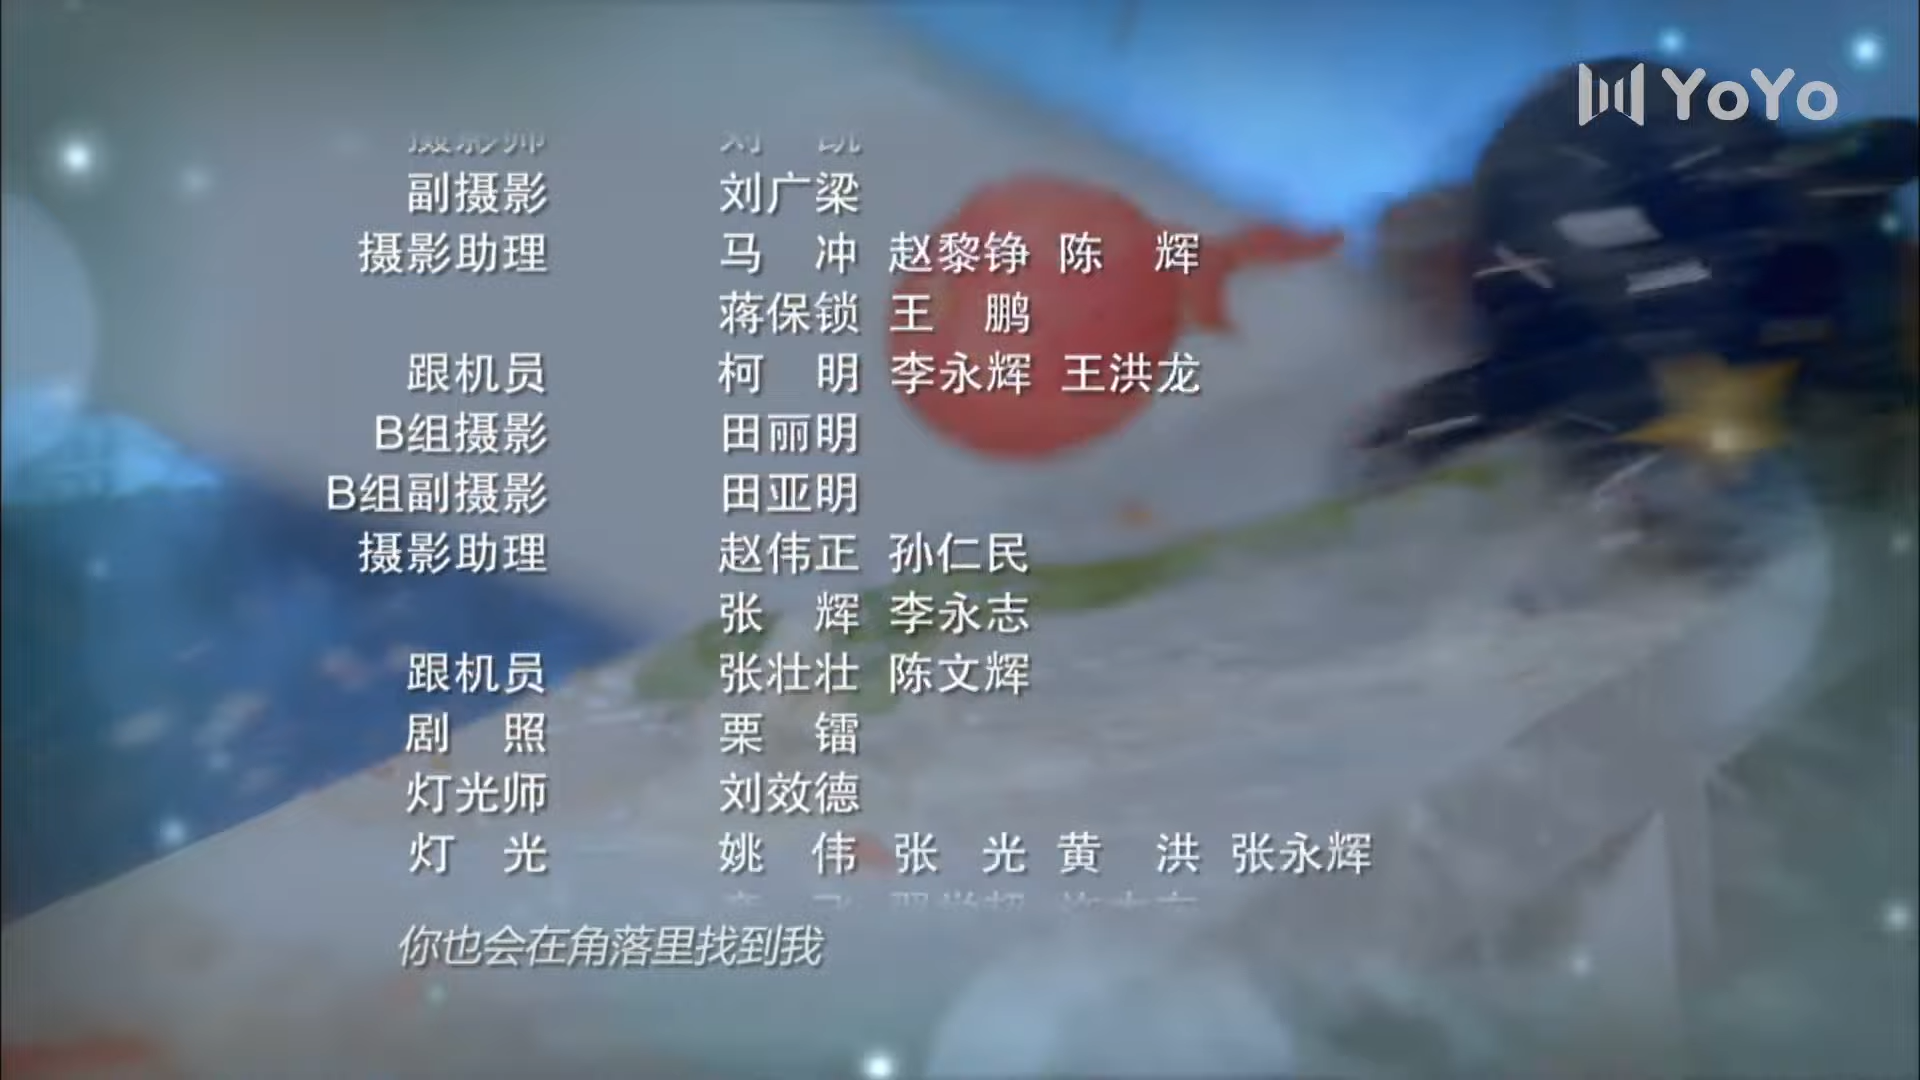 YoYo
摄影师 刘 凯
副摄影 刘广梁
摄影助理 马 冲 赵黎铮 陈 辉
蒋保锁 王 鹏
跟机员 柯 明 李永辉 王洪龙
B组摄影 田丽明
B组副摄影 田亚明
摄影助理 赵伟正 孙仁民
张 辉 李永志
跟机员 张壮壮 陈文辉
剧 照 栗 镭
灯光师 刘效德
灯 光 姚 伟 张 光 黄 洪 张永辉
你也会在角落里找到我